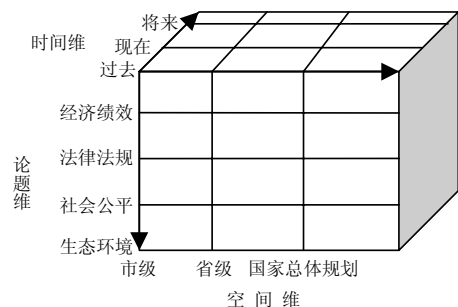 将来
时间维 现在
过去
经济绩效
法律法规
论题维
社会公平
生态环境
市级 省级 国家总体规划
空 间 维